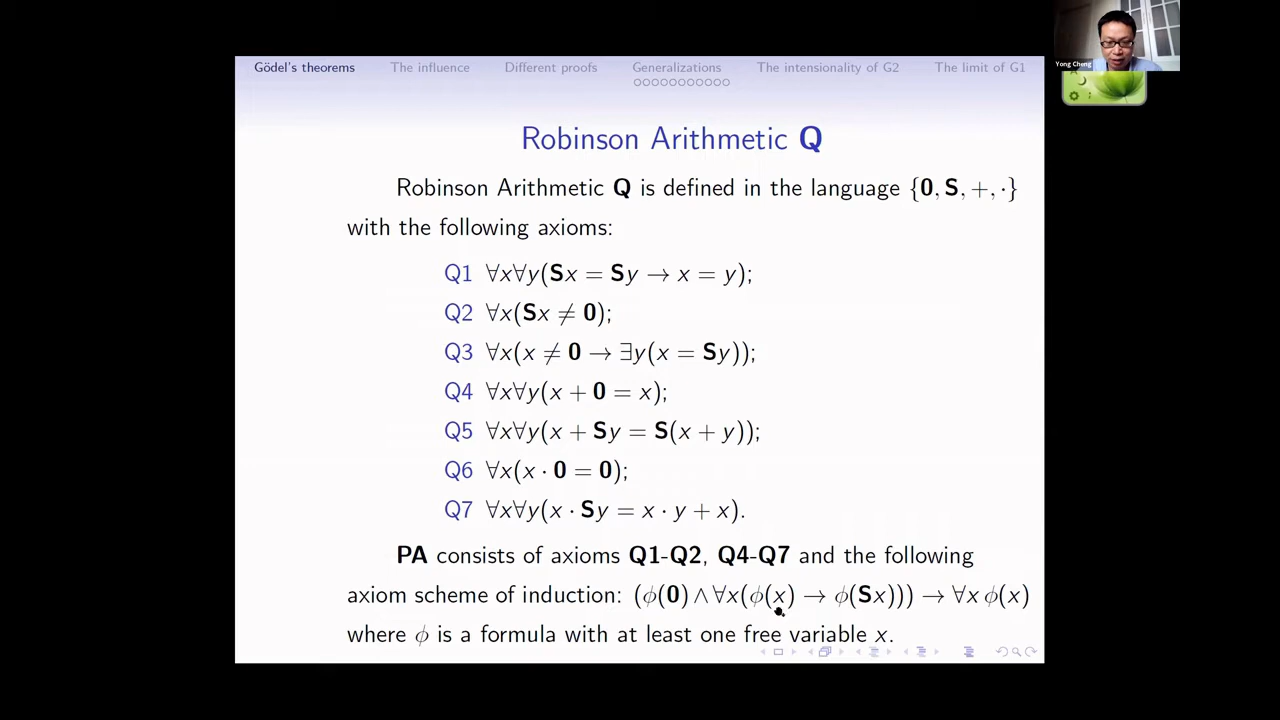 Gödel's theorems The influence Different proofs Generalizations The intensionality of G2 The limit of G1
Yong Cheng
Robinson Arithmetic Q
Robinson Arithmetic Q is defined in the language {0, S, +, ·}
with the following axioms:
Q1 ∀x∀y(Sx = Sy → x = y);
Q2 ∀x(Sx ≠ 0);
Q3 ∀x(x ≠ 0 → ∃y(x = Sy));
Q4 ∀x∀y(x + 0 = x);
Q5 ∀x∀y(x + Sy = S(x + y));
Q6 ∀x(x · 0 = 0);
Q7 ∀x∀y(x · Sy = x · y + x).
PA consists of axioms Q1-Q2, Q4-Q7 and the following
axiom scheme of induction: (ϕ(0) ∧ ∀x(ϕ(x) → ϕ(Sx))) → ∀x ϕ(x)
where ϕ is a formula with at least one free variable x.